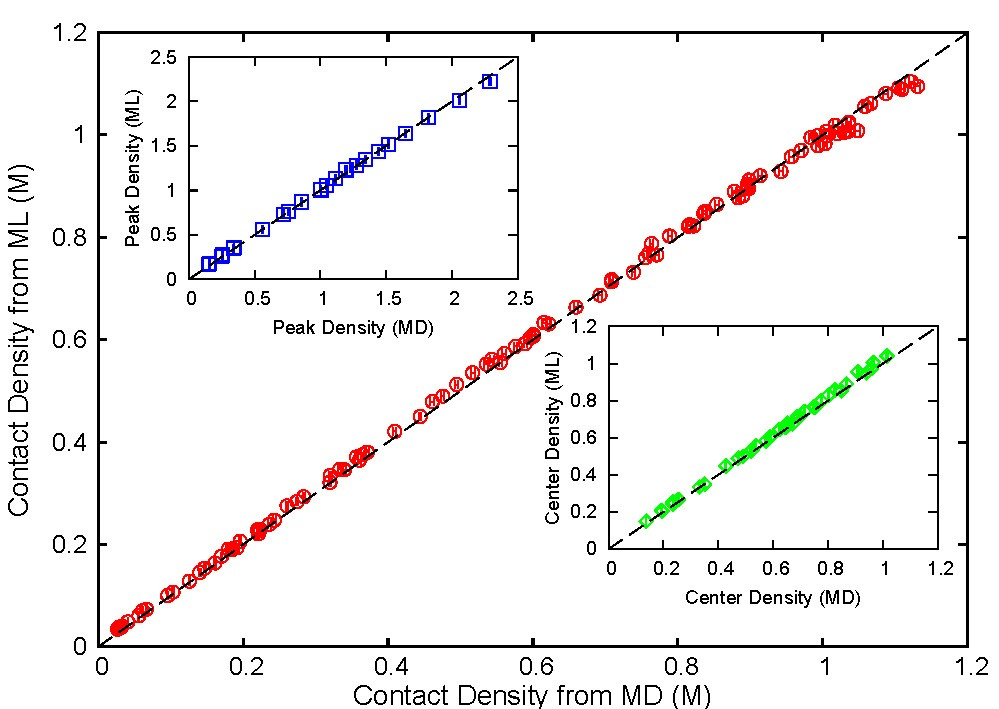 1.2
1
0.8
0.6
0.4
0.2
0
Contact Density from ML (M)
0 0.2 0.4 0.6 0.8 1 1.2
Contact Density from MD (M)
2.5
2
1.5
1
0.5
0
Peak Density (ML)
0 0.5 1 1.5 2 2.5
Peak Density (MD)
1.2
1
0.8
0.6
0.4
0.2
0
Center Density (ML)
0 0.2 0.4 0.6 0.8 1 1.2
Center Density (MD)